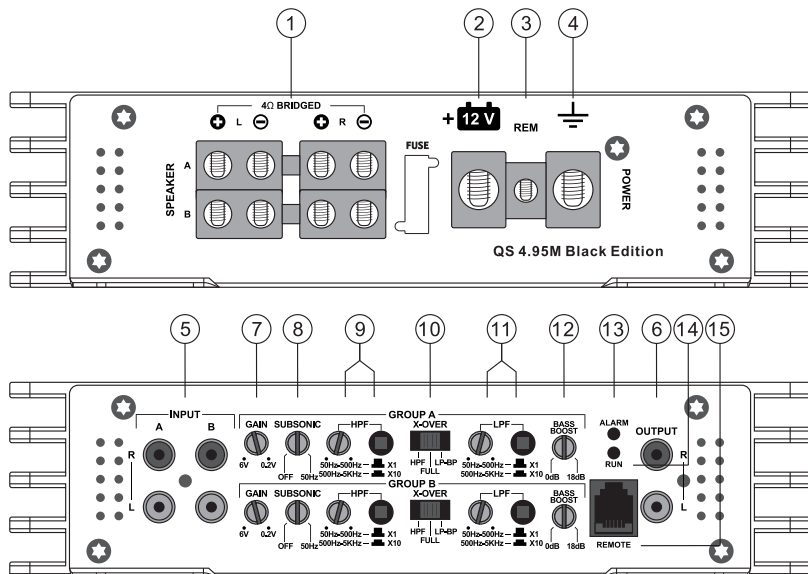 1 2 3 4
4Ω BRIDGED
+ L − + R −
+ 12 V REM
FUSE
SPEAKER
A
B
POWER
QS 4.95M Black Edition
5 7 8 9 10 11 12 13 6 14 15
INPUT
A B
R
L
GROUP A
GAIN SUBSONIC HPF X-OVER LPF BASS BOOST
6V 0.2V OFF 50Hz 50Hz-500Hz X1 HPF LP-BP 50Hz-500Hz X1 0dB 18dB
500Hz-5KHz X10 FULL 500Hz-5KHz X10
GROUP B
GAIN SUBSONIC HPF X-OVER LPF BASS BOOST
6V 0.2V OFF 50Hz 50Hz-500Hz X1 HPF LP-BP 50Hz-500Hz X1 0dB 18dB
500Hz-5KHz X10 FULL 500Hz-5KHz X10
ALARM
RUN
OUTPUT
R
L
REMOTE